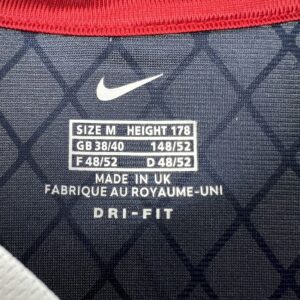 SIZE M HEIGHT 178
GB 38/40 148/52
F 48/52 D 48/52
MADE IN UK
FABRIQUE AU ROYAUME-UNI
DRI-FIT